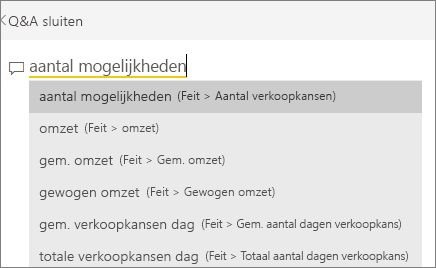 Q&A sluiten
aantal mogelijkheden
aantal mogelijkheden (Feit > Aantal verkoopkansen)
omzet (Feit > omzet)
gem. omzet (Feit > Gem. omzet)
gewogen omzet (Feit > Gewogen omzet)
gem. verkoopkansen dag (Feit > Gem. aantal dagen verkoopkans)
totale verkoopkansen dag (Feit > Totaal aantal dagen verkoopkans)